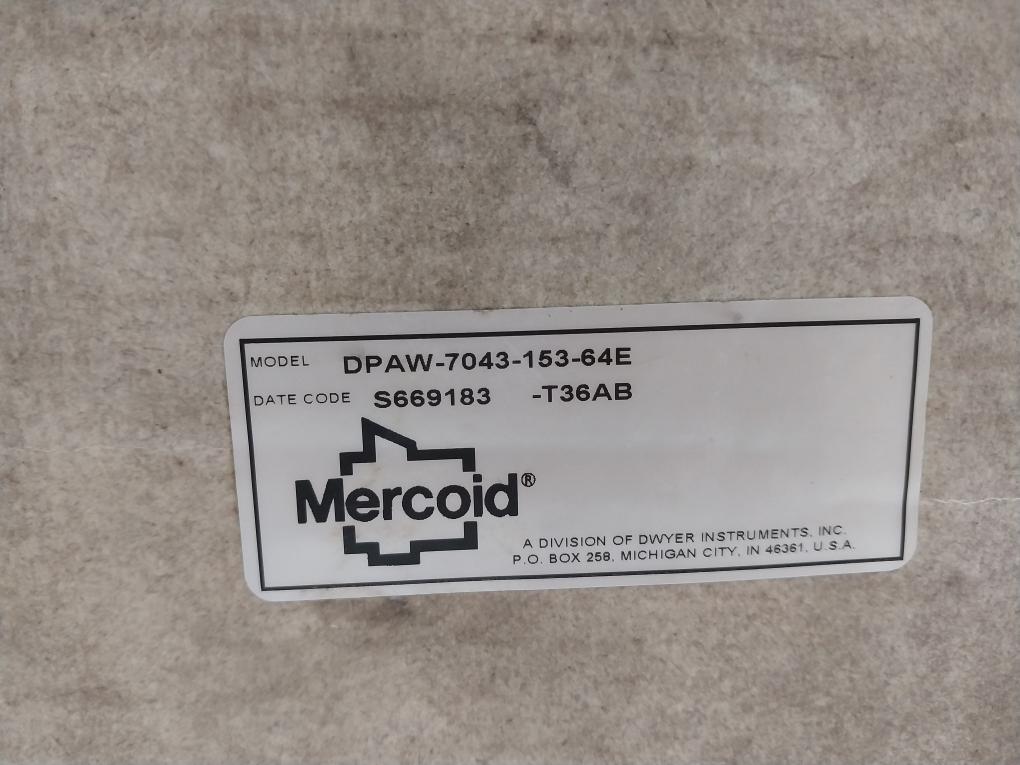 MODEL DPAW-7043-153-64E
DATE CODE S669183 -T36AB
Mercoid®
A DIVISION OF DWYER INSTRUMENTS, INC.
P.O. BOX 258, MICHIGAN CITY, IN 46361, U.S.A.